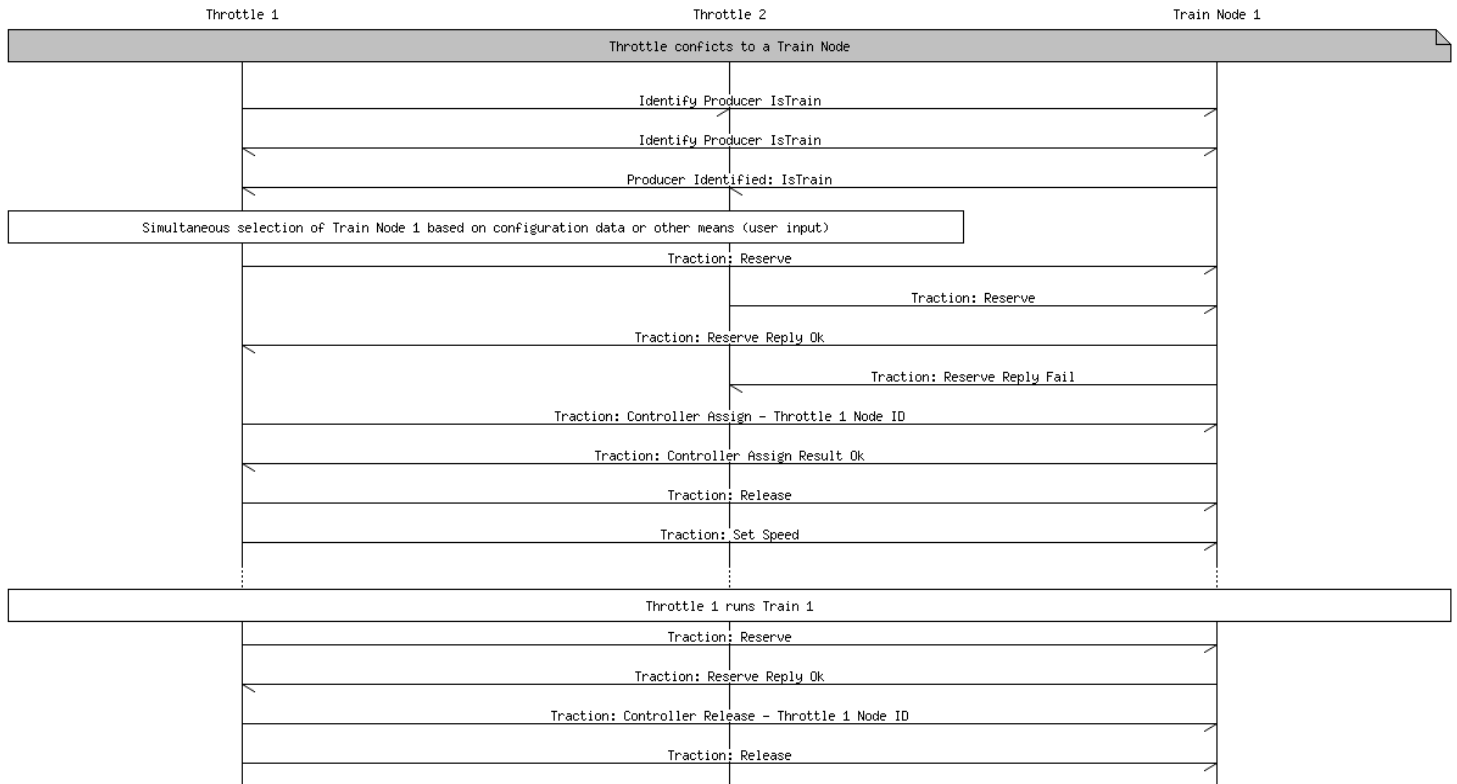 Throttle 1
Throttle 2
Train Node 1
Throttle conficts to a Train Node
Identify Producer IsTrain
Identify Producer IsTrain
Producer Identified: IsTrain
Simultaneous selection of Train Node 1 based on configuration data or other means (user input)
Traction: Reserve
Traction: Reserve
Traction: Reserve Reply Ok
Traction: Reserve Reply Fail
Traction: Controller Assign - Throttle 1 Node ID
Traction: Controller Assign Result Ok
Traction: Release
Traction: Set Speed
Throttle 1 runs Train 1
Traction: Reserve
Traction: Reserve Reply Ok
Traction: Controller Release - Throttle 1 Node ID
Traction: Release